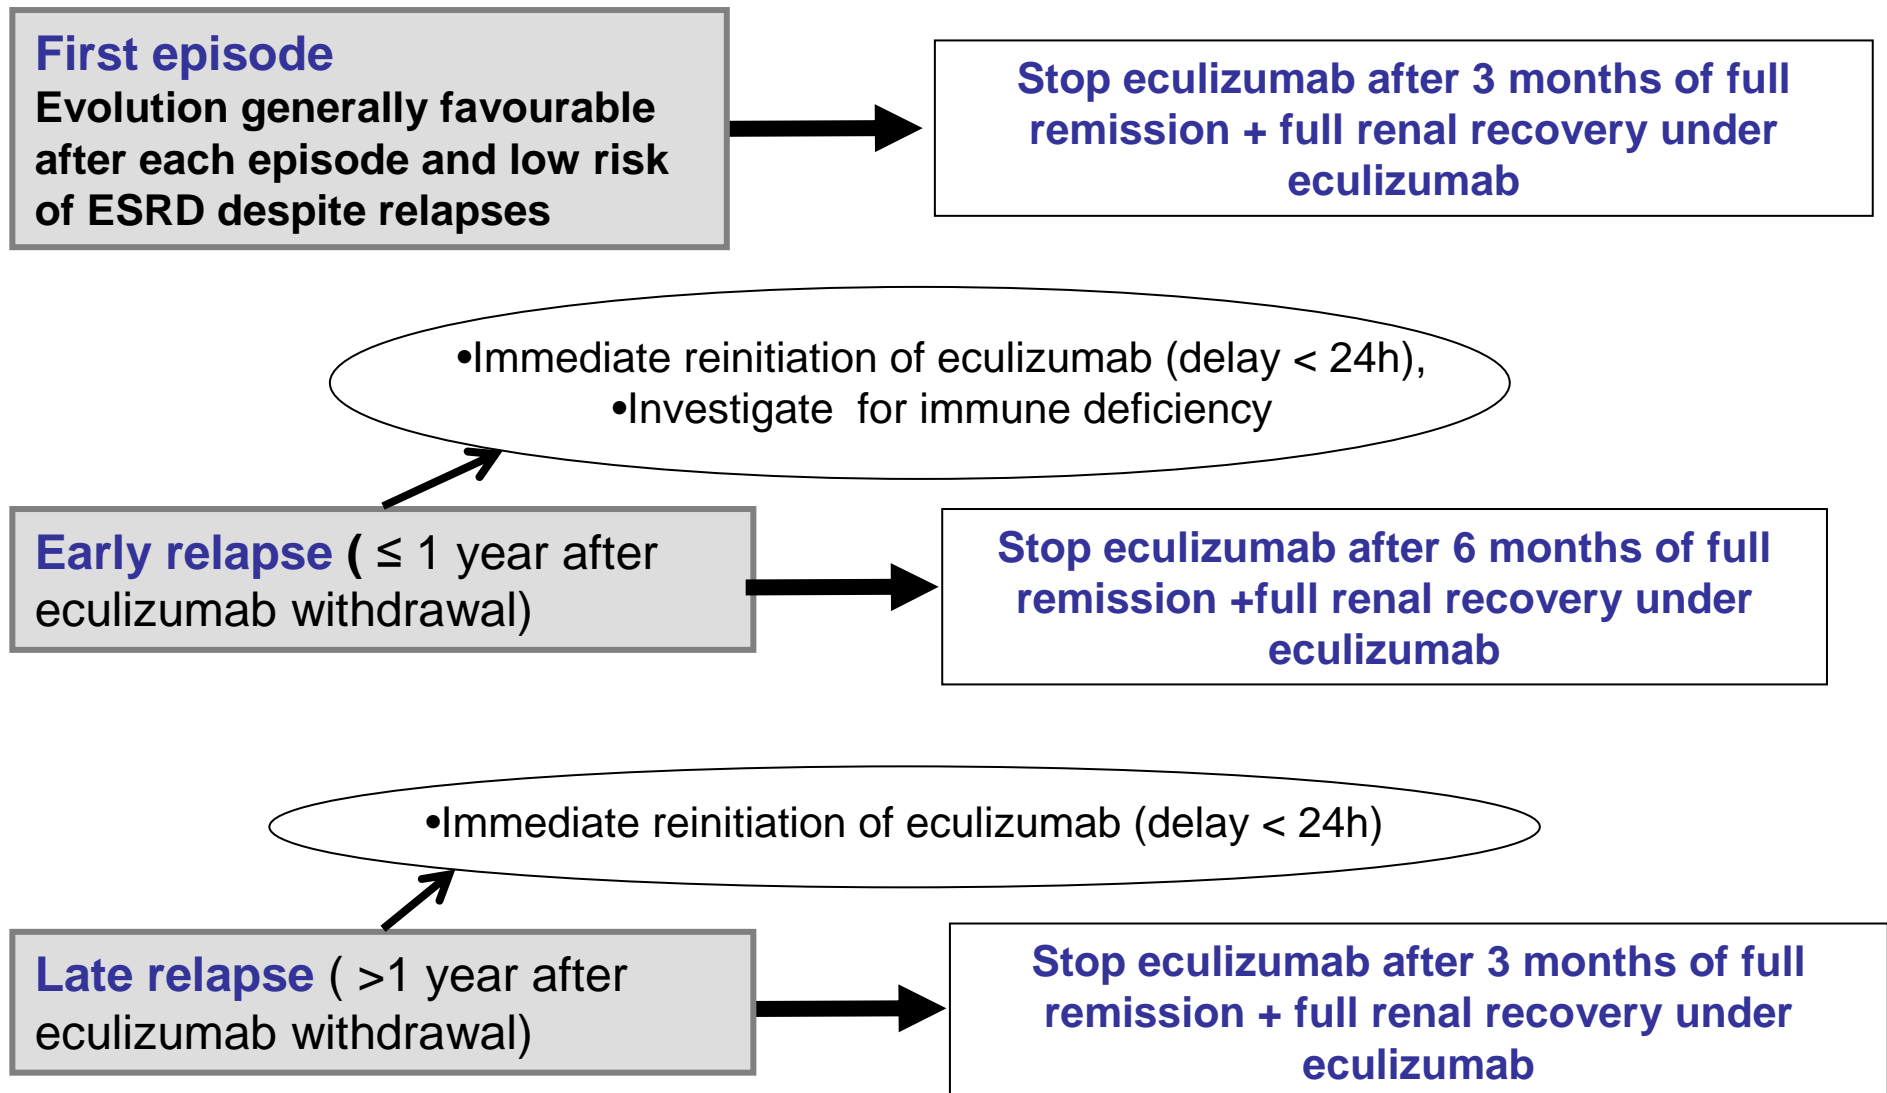 First episode
Evolution generally favourable
after each episode and low risk
of ESRD despite relapses
Stop eculizumab after 3 months of full
remission + full renal recovery under
eculizumab
•Immediate reinitiation of eculizumab (delay < 24h),
•Investigate for immune deficiency
Early relapse ( ≤ 1 year after
eculizumab withdrawal)
Stop eculizumab after 6 months of full
remission +full renal recovery under
eculizumab
•Immediate reinitiation of eculizumab (delay < 24h)
Late relapse ( >1 year after
eculizumab withdrawal)
Stop eculizumab after 3 months of full
remission + full renal recovery under
eculizumab